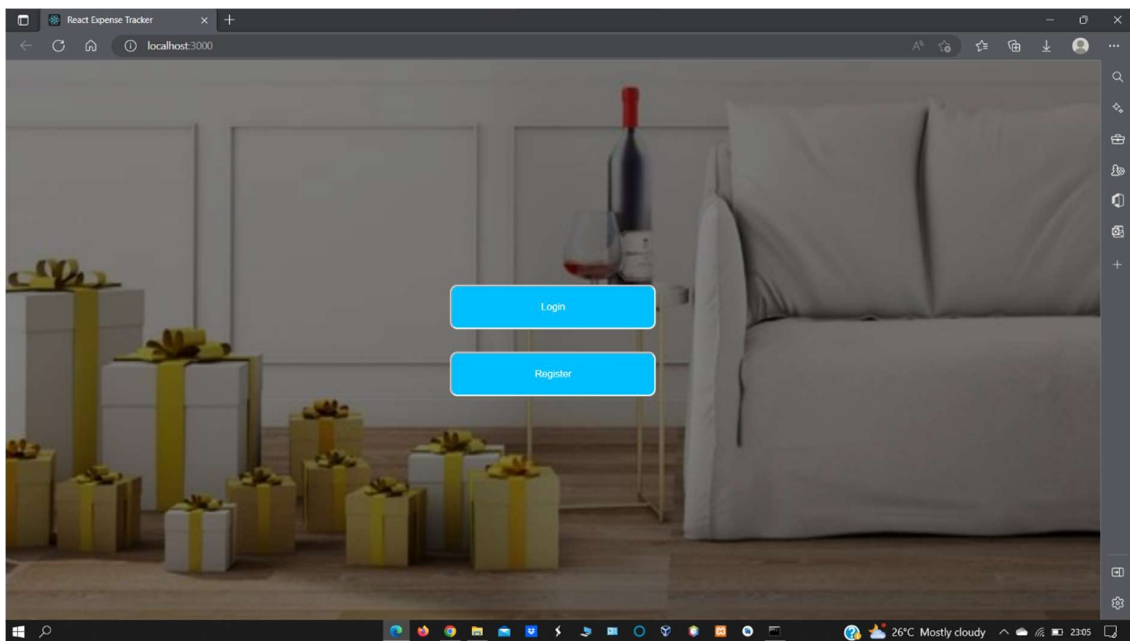 React Expense Tracker
localhost:3000
Login
Register
26°C Mostly cloudy
23:05